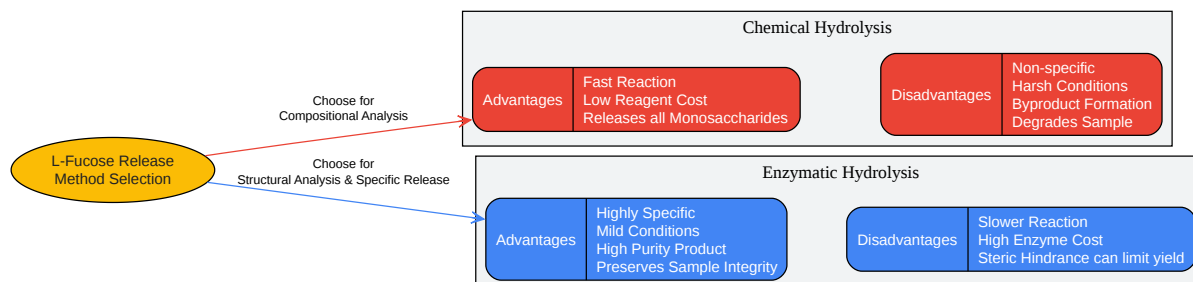 L-Fucose Release
Method Selection
Choose for
Compositional Analysis
Choose for
Structural Analysis & Specific Release
Chemical Hydrolysis
Advantages
Fast Reaction
Low Reagent Cost
Releases all Monosaccharides
Disadvantages
Non-specific
Harsh Conditions
Byproduct Formation
Degrades Sample
Enzymatic Hydrolysis
Advantages
Highly Specific
Mild Conditions
High Purity Product
Preserves Sample Integrity
Disadvantages
Slower Reaction
High Enzyme Cost
Steric Hindrance can limit yield